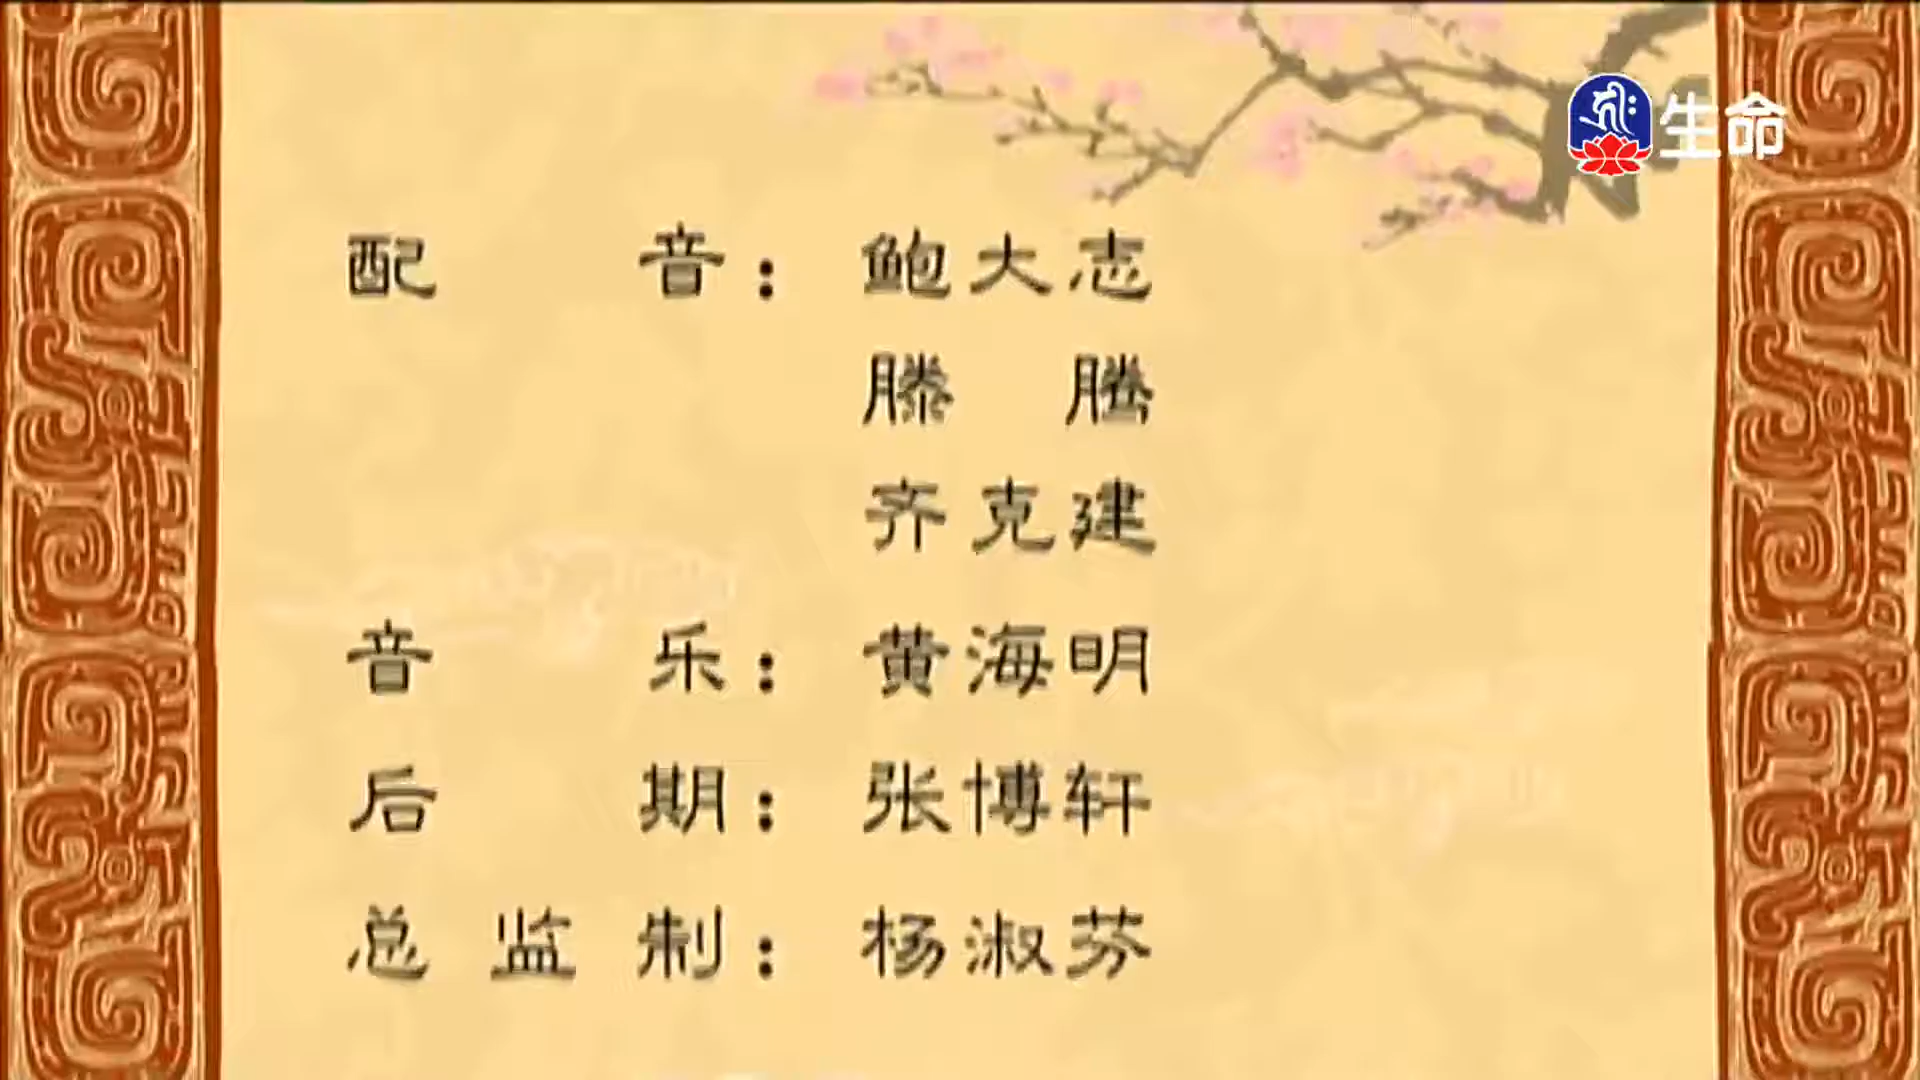 生命
配音：鲍大志
滕腾
齐克建
音乐：黄海明
后期：张博轩
总监制：杨淑芬